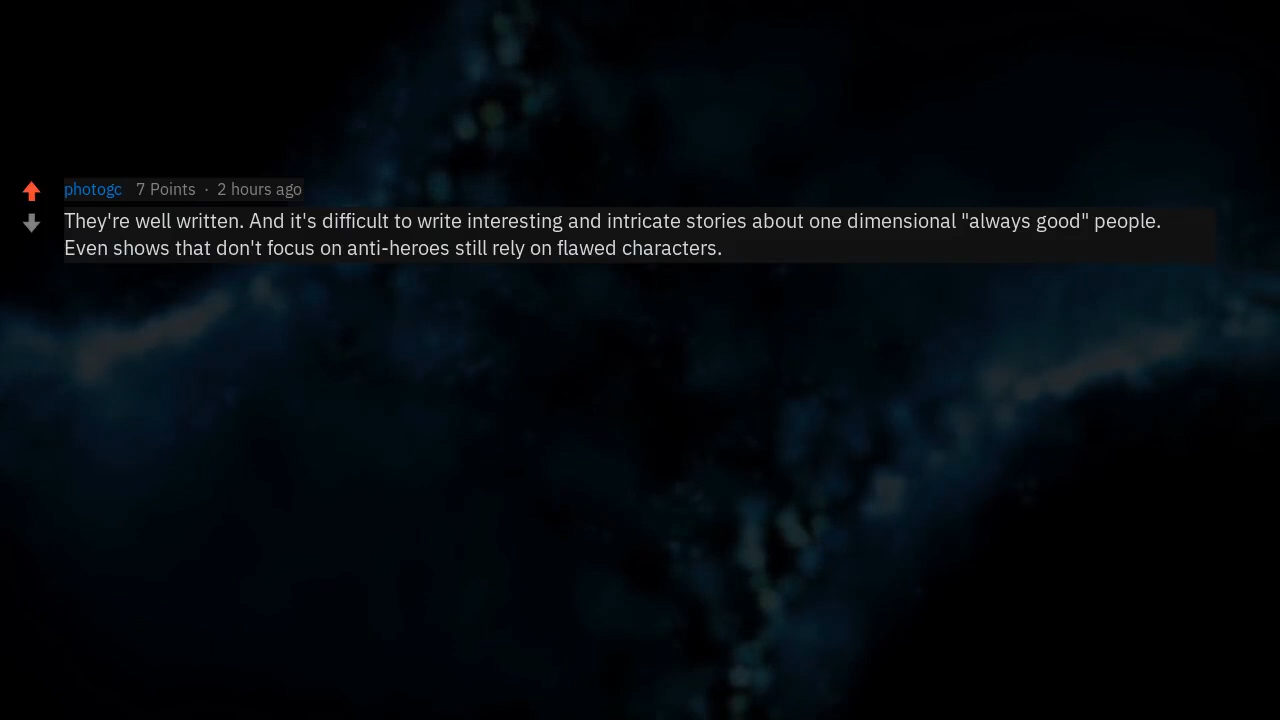 photogc 7 Points · 2 hours ago
They're well written. And it's difficult to write interesting and intricate stories about one dimensional "always good" people.
Even shows that don't focus on anti-heroes still rely on flawed characters.